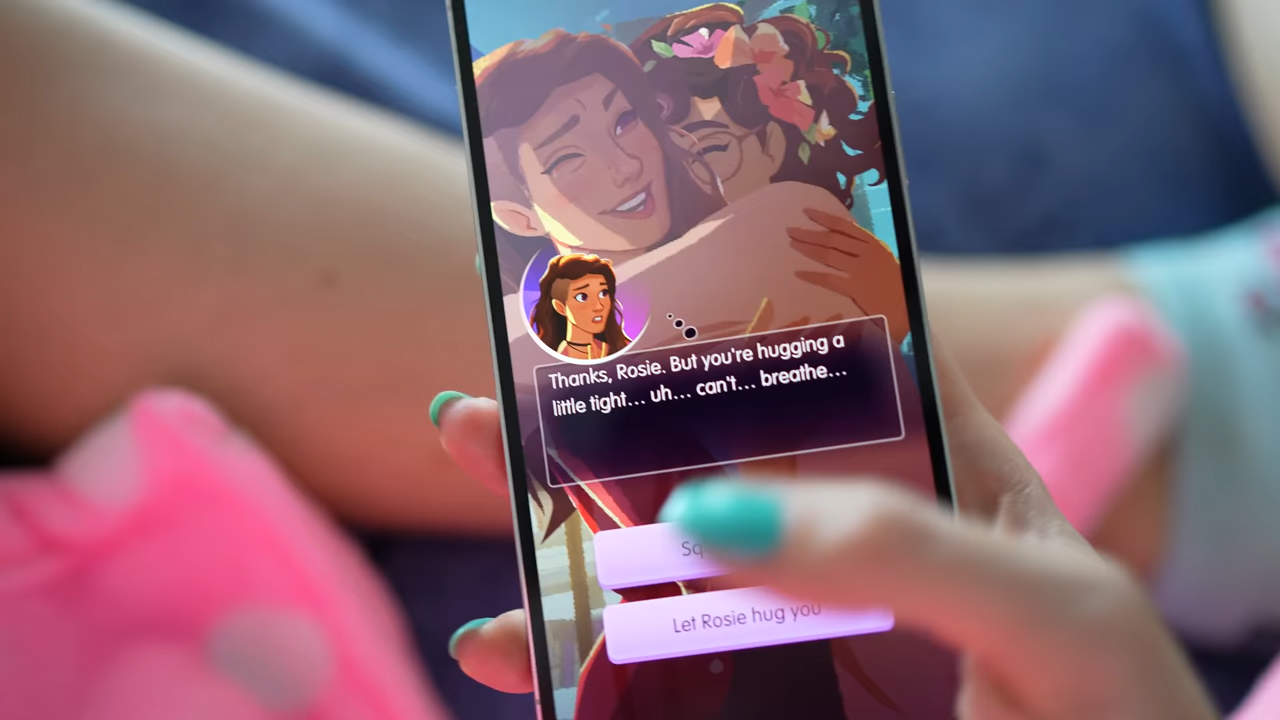 Thanks, Rosie. But you're hugging a
little tight... uh... can't... breathe...
Let Rosie hug you